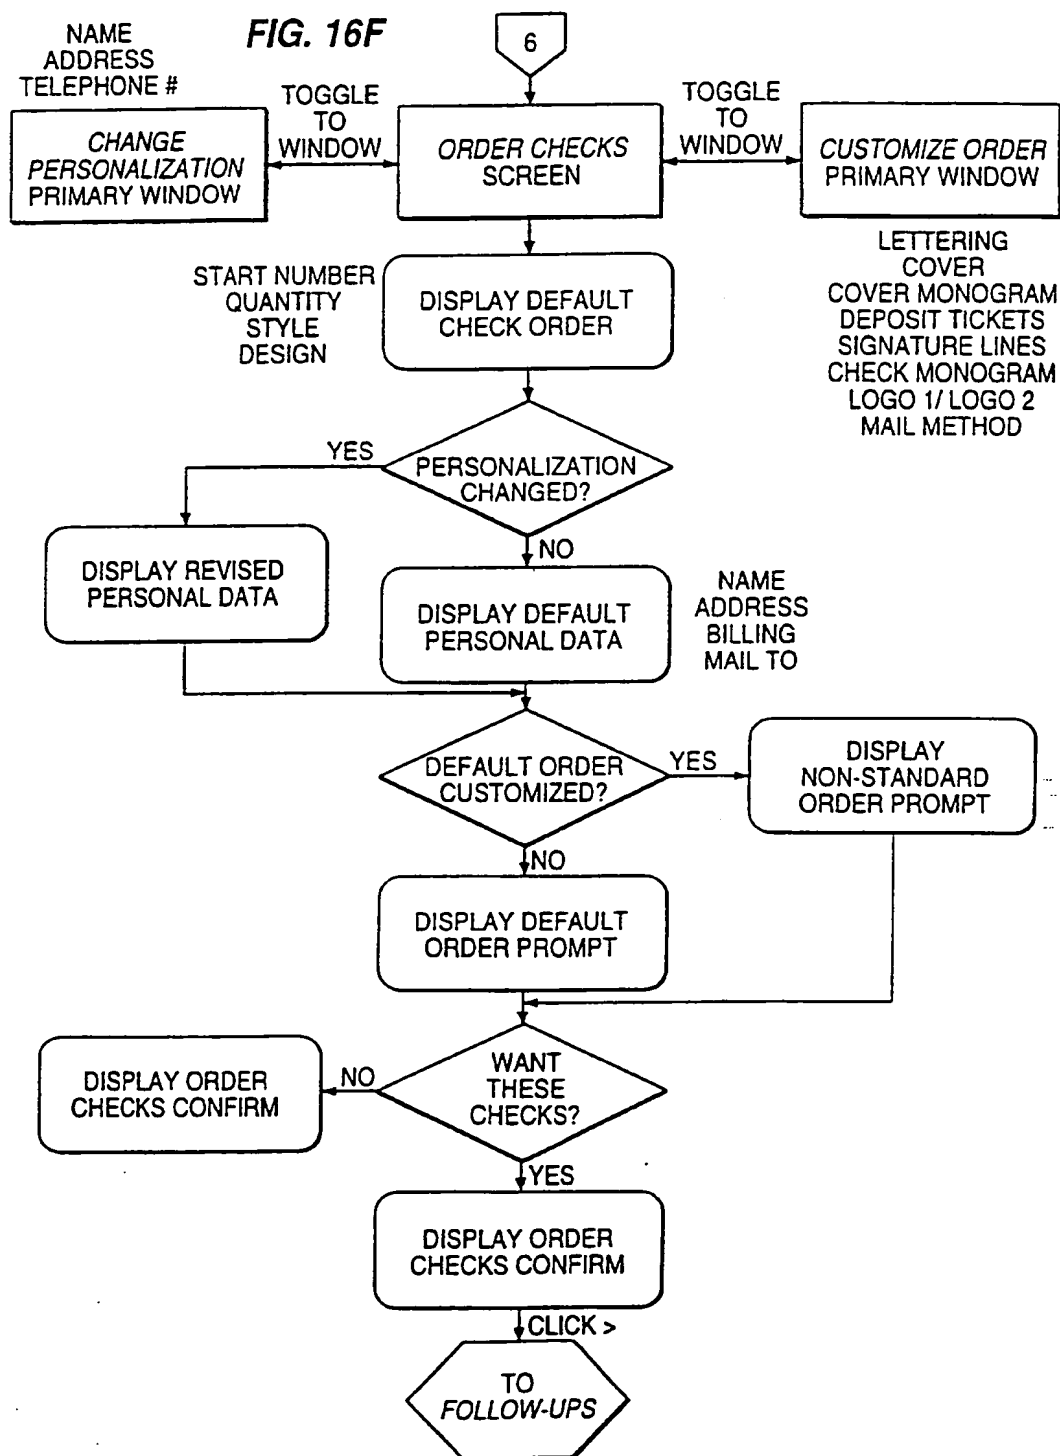 FIG. 16F
6
NAME
ADDRESS
TELEPHONE #
CHANGE
PERSONALIZATION
PRIMARY WINDOW
TOGGLE
TO
WINDOW
ORDER CHECKS
SCREEN
TOGGLE
TO
WINDOW
CUSTOMIZE ORDER
PRIMARY WINDOW
LETTERING
COVER
COVER MONOGRAM
DEPOSIT TICKETS
SIGNATURE LINES
CHECK MONOGRAM
LOGO 1/ LOGO 2
MAIL METHOD
START NUMBER
QUANTITY
STYLE
DESIGN
DISPLAY DEFAULT
CHECK ORDER
PERSONALIZATION
CHANGED?
YES
DISPLAY REVISED
PERSONAL DATA
NO
DISPLAY DEFAULT
PERSONAL DATA
NAME
ADDRESS
BILLING
MAIL TO
DEFAULT ORDER
CUSTOMIZED?
YES
DISPLAY
NON-STANDARD
ORDER PROMPT
NO
DISPLAY DEFAULT
ORDER PROMPT
WANT
THESE
CHECKS?
NO
DISPLAY ORDER
CHECKS CONFIRM
YES
DISPLAY ORDER
CHECKS CONFIRM
CLICK >
TO
FOLLOW-UPS